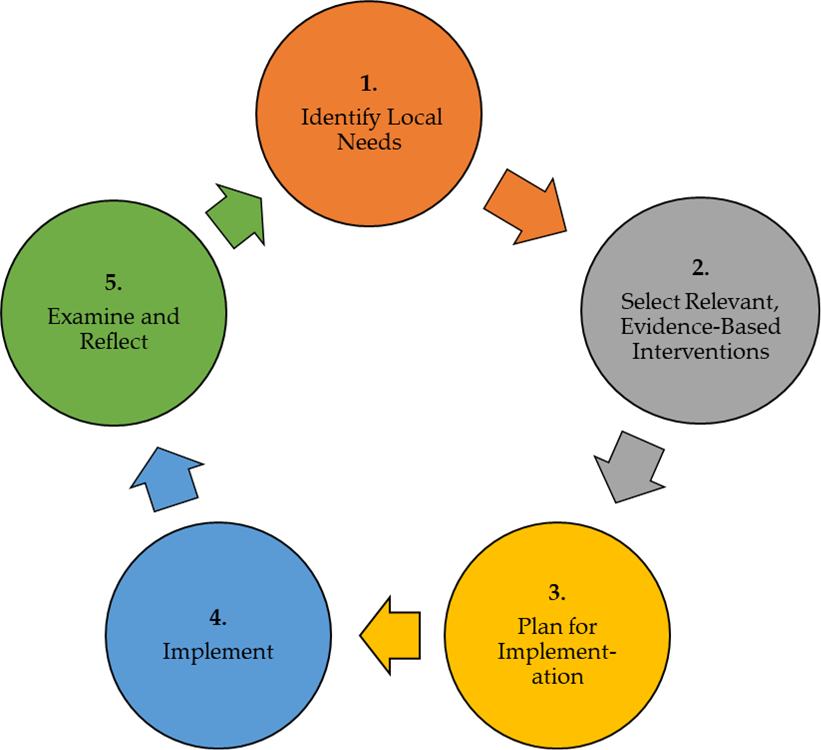 1.
Identify Local
Needs
2.
Select Relevant,
Evidence-Based
Interventions
3.
Plan for
Implement-
ation
4.
Implement
5.
Examine and
Reflect